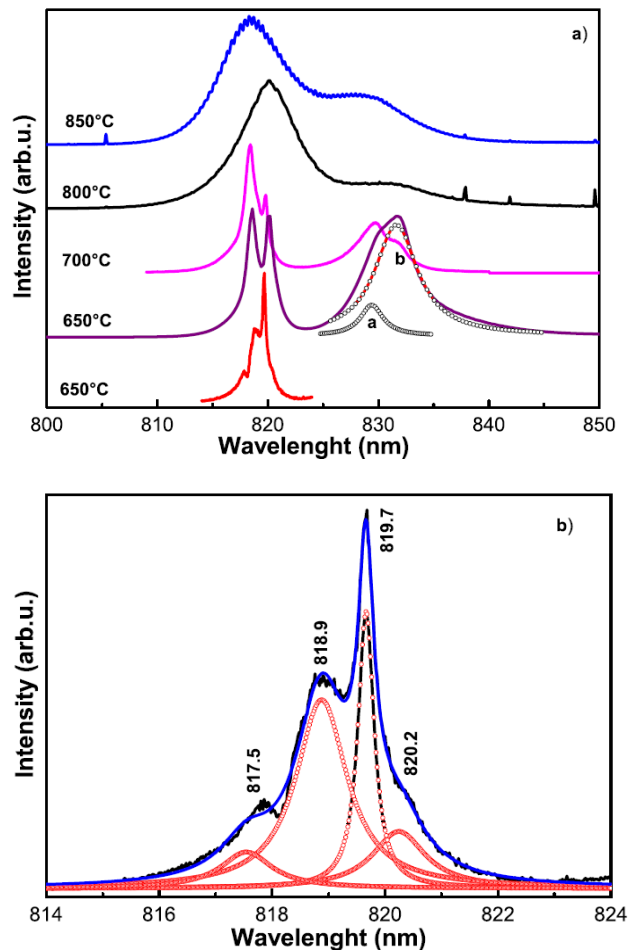 a)
Intensity (arb.u.)
850°C
800°C
700°C
b
650°C
a
650°C
800 810 820 830 840 850
Wavelenght (nm)
b)
Intensity (arb.u.)
819.7
818.9
817.5
820.2
814 816 818 820 822 824
Wavelenght (nm)